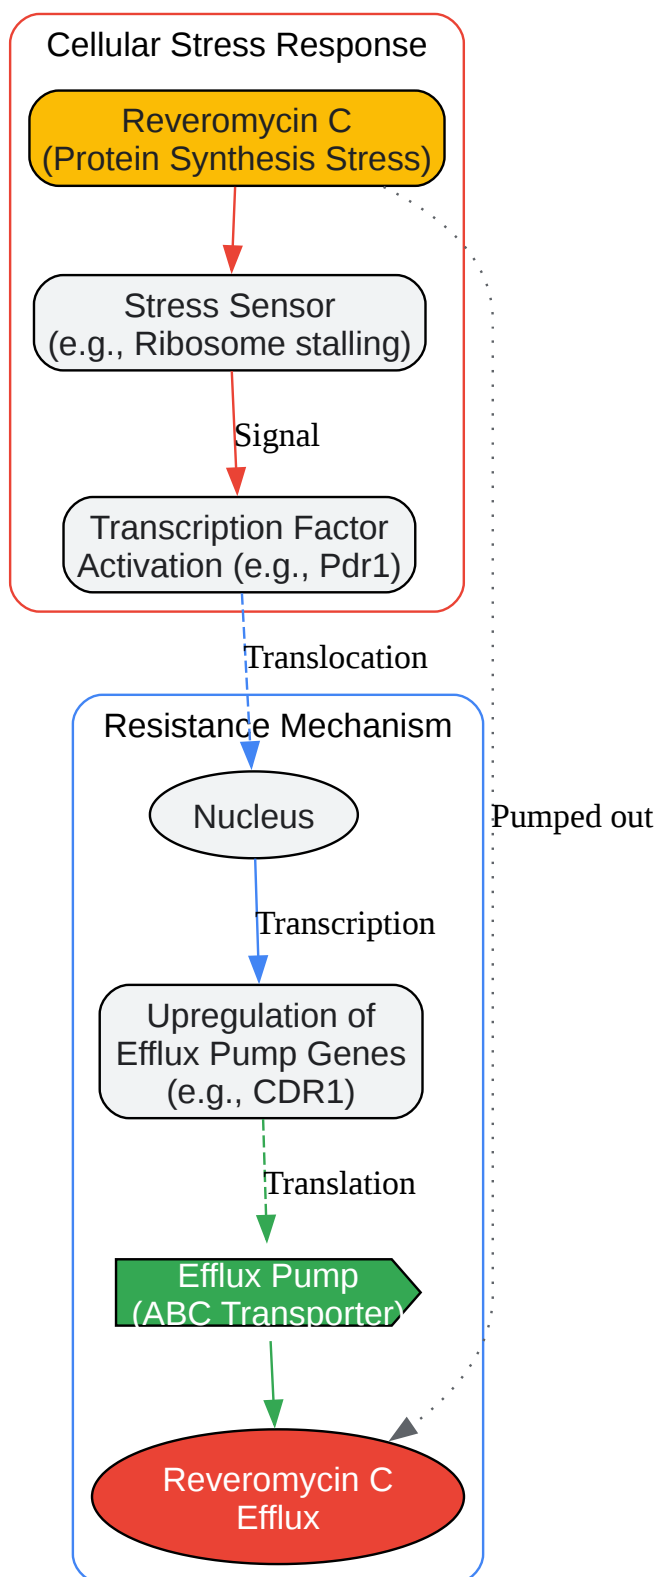 Cellular Stress Response
Reveromycin C
(Protein Synthesis Stress)
Stress Sensor
(e.g., Ribosome stalling)
Signal
Transcription Factor
Activation (e.g., Pdr1)
Translocation
Resistance Mechanism
Nucleus
Pumped out
Transcription
Upregulation of
Efflux Pump Genes
(e.g., CDR1)
Translation
Efflux Pump
(ABC Transporter)
Reveromycin C
Efflux